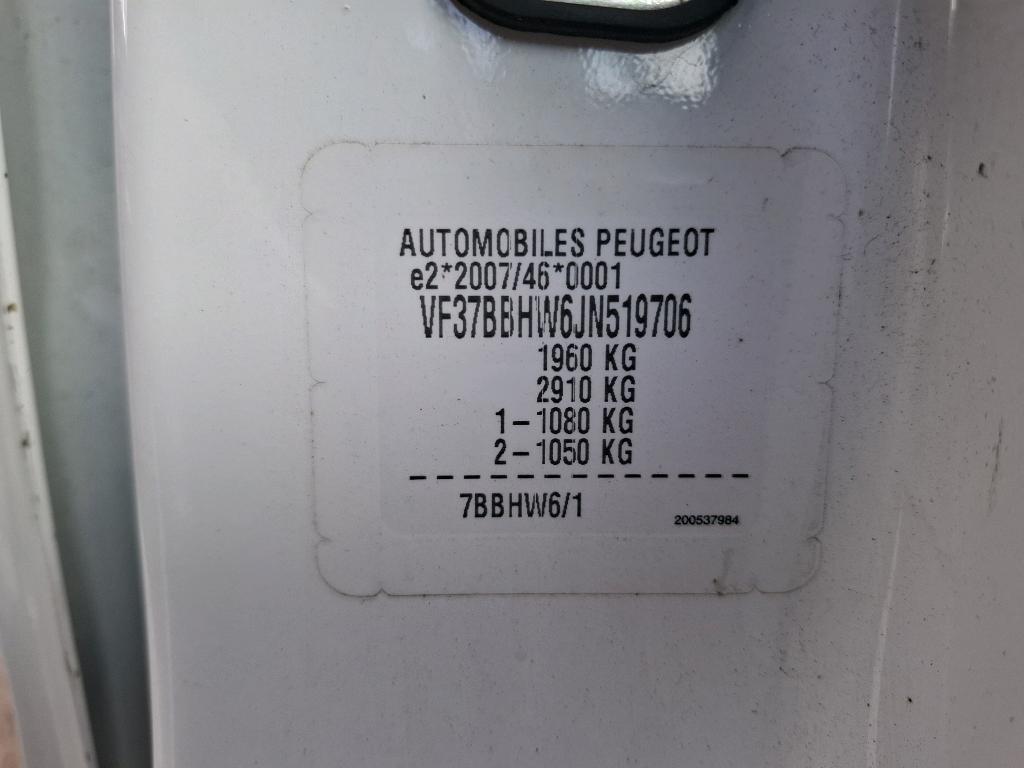 AUTOMOBILES PEUGEOT
e2*2007/46*0001
VF37BBHW6JN519706
1960 KG
2910 KG
1-1080 KG
2-1050 KG
7BBHW6/1
200537984